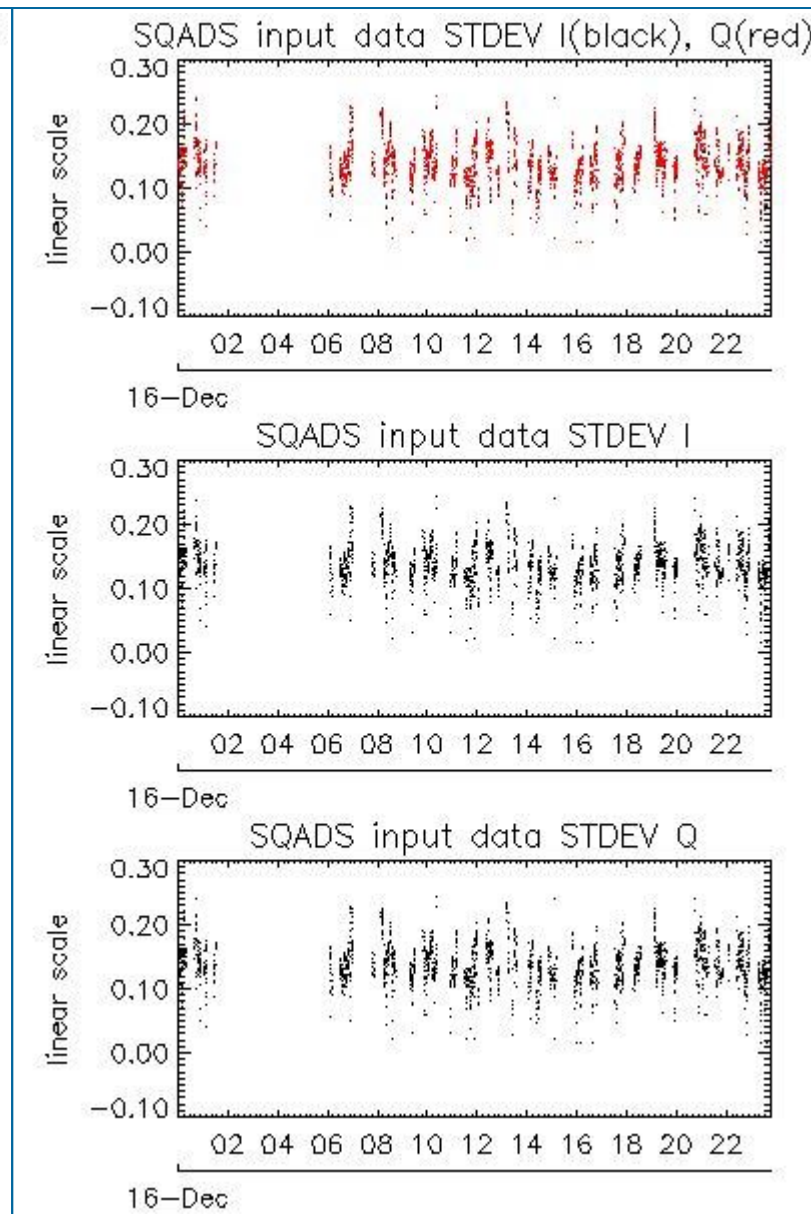 SQADS input data STDEV I(black), Q(red)
0.30
0.20
0.10
0.00
-0.10
linear scale
02 04 06 08 10 12 14 16 18 20 22
16-Dec
SQADS input data STDEV I
0.30
0.20
0.10
0.00
-0.10
linear scale
02 04 06 08 10 12 14 16 18 20 22
16-Dec
SQADS input data STDEV Q
0.30
0.20
0.10
0.00
-0.10
linear scale
02 04 06 08 10 12 14 16 18 20 22
16-Dec